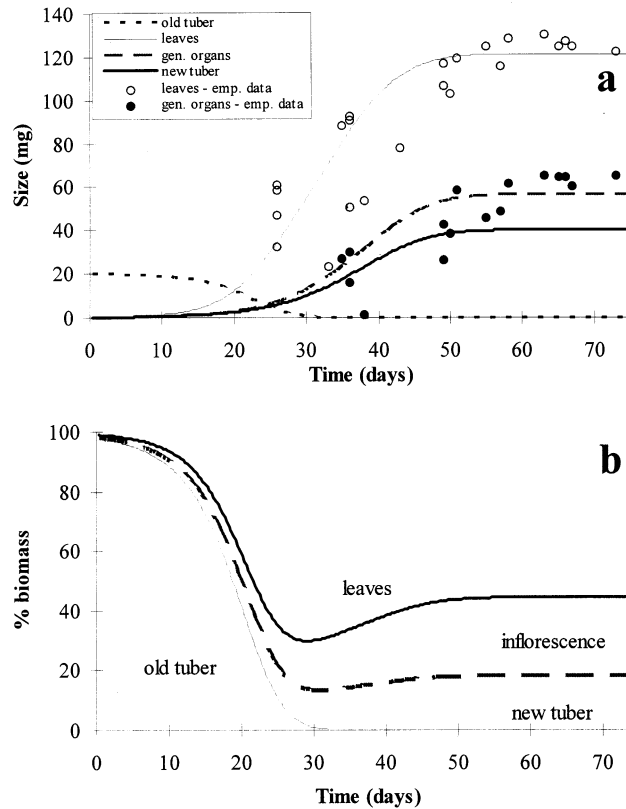 old tuber
leaves
gen. organs
new tuber
leaves - emp. data
gen. organs - emp. data
a
Size (mg)
140
120
100
80
60
40
20
0
0 10 20 30 40 50 60 70
Time (days)
b
% biomass
100
80
60
40
20
0
leaves
inflorescence
old tuber
new tuber
0 10 20 30 40 50 60 70
Time (days)